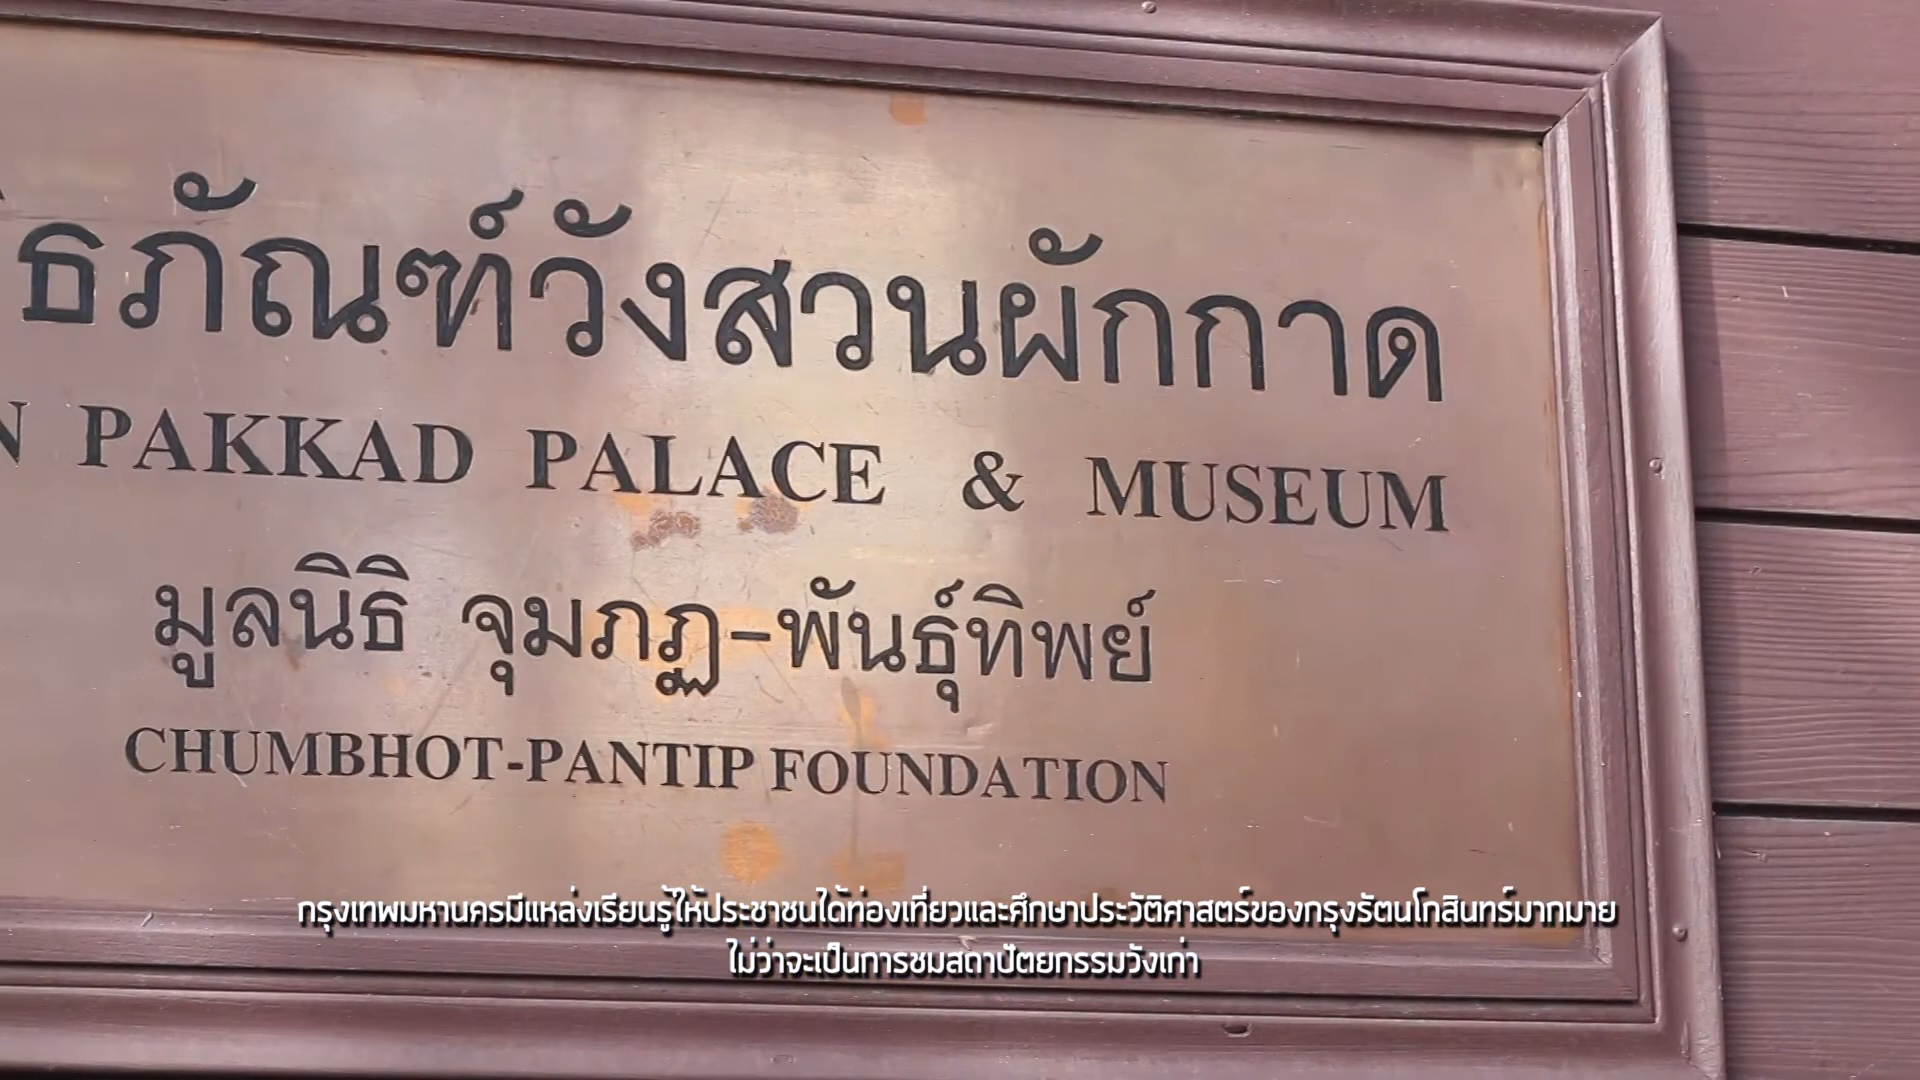 ธภัณฑ์วังสวนผักกาด
N PAKKAD PALACE & MUSEUM
มูลนิธิ จุมภฏ-พันธุ์ทิพย์
CHUMBHOT-PANTIP FOUNDATION
กรุงเทพมหานครมีแหล่งเรียนรู้ให้ประชาชนได้ท่องเที่ยวและศึกษาประวัติศาสตร์ของกรุงรัตนโกสินทร์มากมาย
ไม่ว่าจะเป็นการชมสถาปัตยกรรมวังเก่า